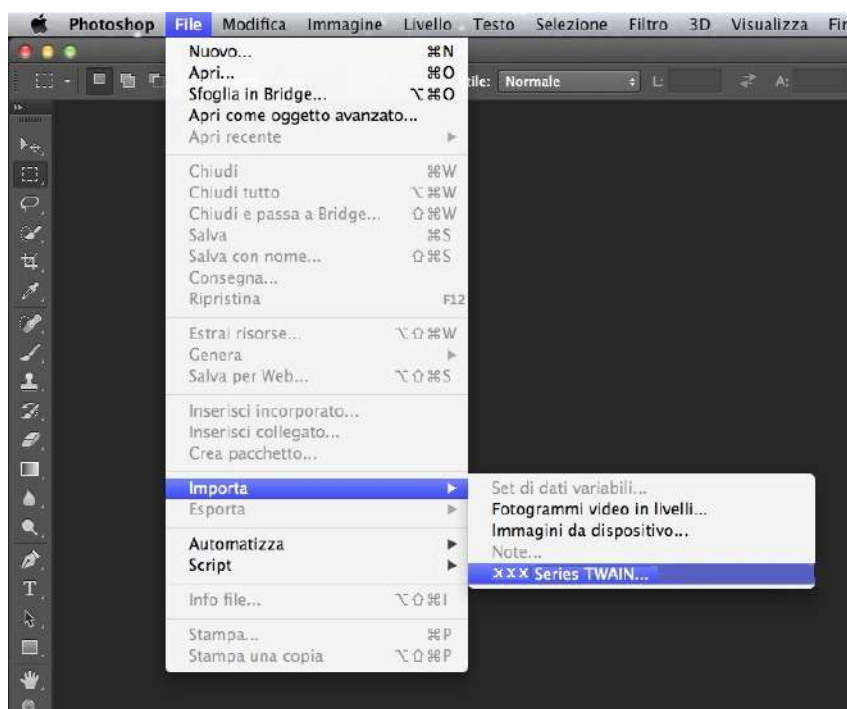 Photoshop File Modifica Immagine Livello Testo Selezione Filtro 3D Visualizza
Nuovo... ⌘N
Apri... ⌘O
Sfoglia in Bridge... ⌥⌘O
Apri come oggetto avanzato...
Apri recente
Chiudi ⌘W
Chiudi tutto ⌥⌘W
Chiudi e passa a Bridge... ⇧⌘W
Salva ⌘S
Salva con nome... ⇧⌘S
Consegna...
Ripristina F12
Estrai risorse... ⌥⇧⌘W
Genera
Salva per Web... ⌥⇧⌘S
Inserisci incorporato...
Inserisci collegato...
Crea pacchetto...
Importa
Esporta
Automatizza
Script
Info file... ⌥⇧⌘I
Stampa... ⌘P
Stampa una copia ⌥⇧⌘P
Normale L: A:
Set di dati variabili...
Fotogrammi video in livelli...
Immagini da dispositivo...
Note...
XXX Series TWAIN...
T